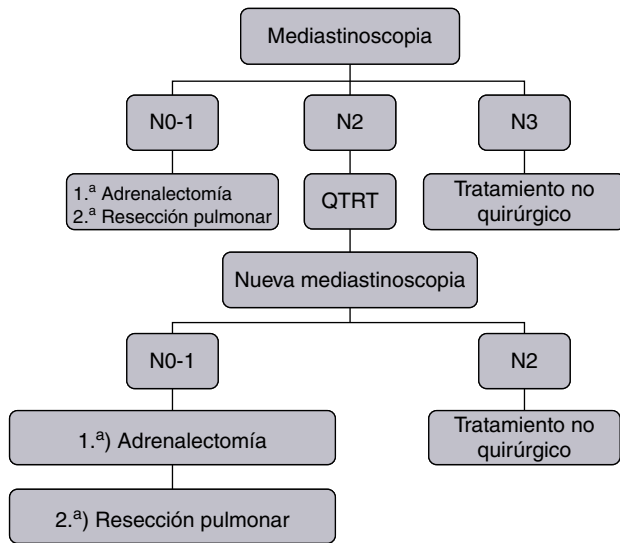 Mediastinoscopia
N0-1
N2
N3
1.ª Adrenalectomía
2.ª Resección pulmonar
QTRT
Tratamiento no
quirúrgico
Nueva mediastinoscopia
N0-1
N2
1.ª) Adrenalectomía
Tratamiento no
quirúrgico
2.ª) Resección pulmonar